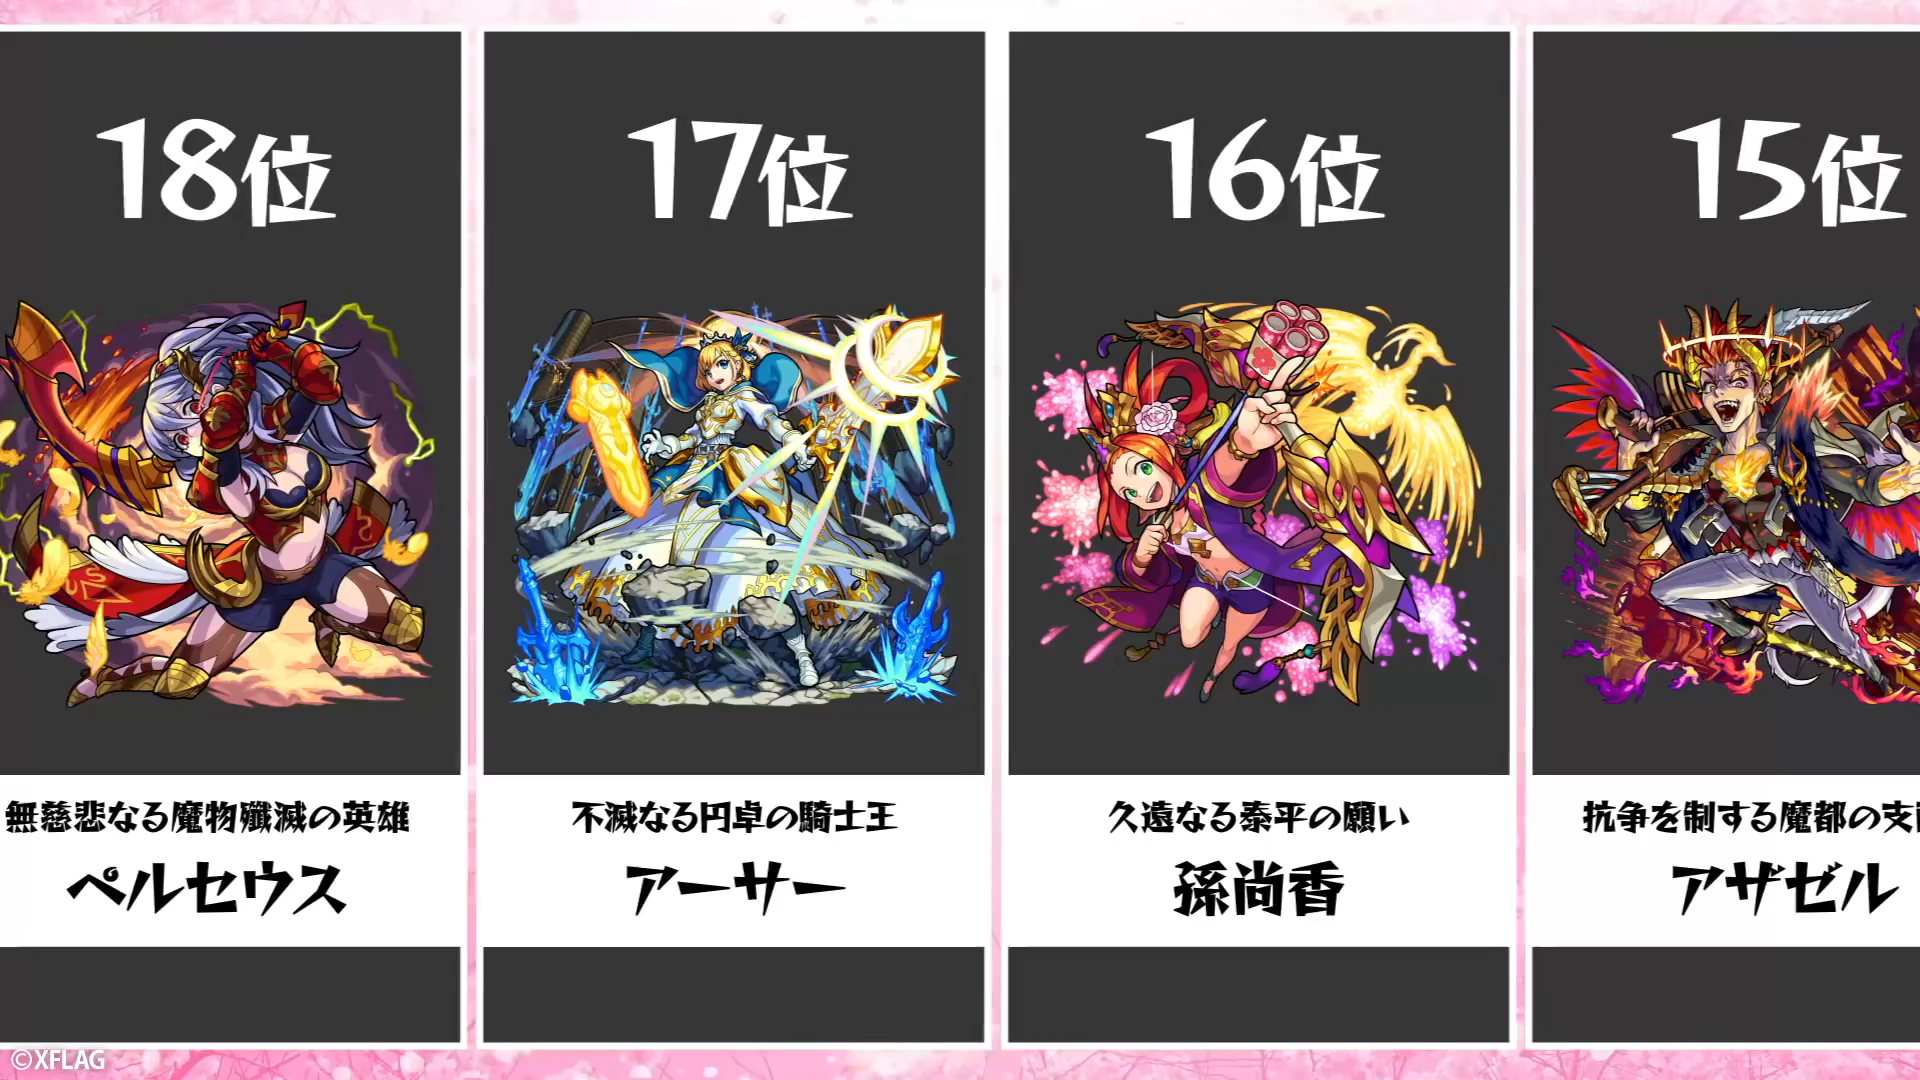 18位
無慈悲なる魔物殲滅の英雄
ペルセウス
17位
不滅なる円卓の騎士王
アーサー
16位
久遠なる泰平の願い
孫尚香
15位
抗争を制する魔都の支
アザゼル
©XFLAG